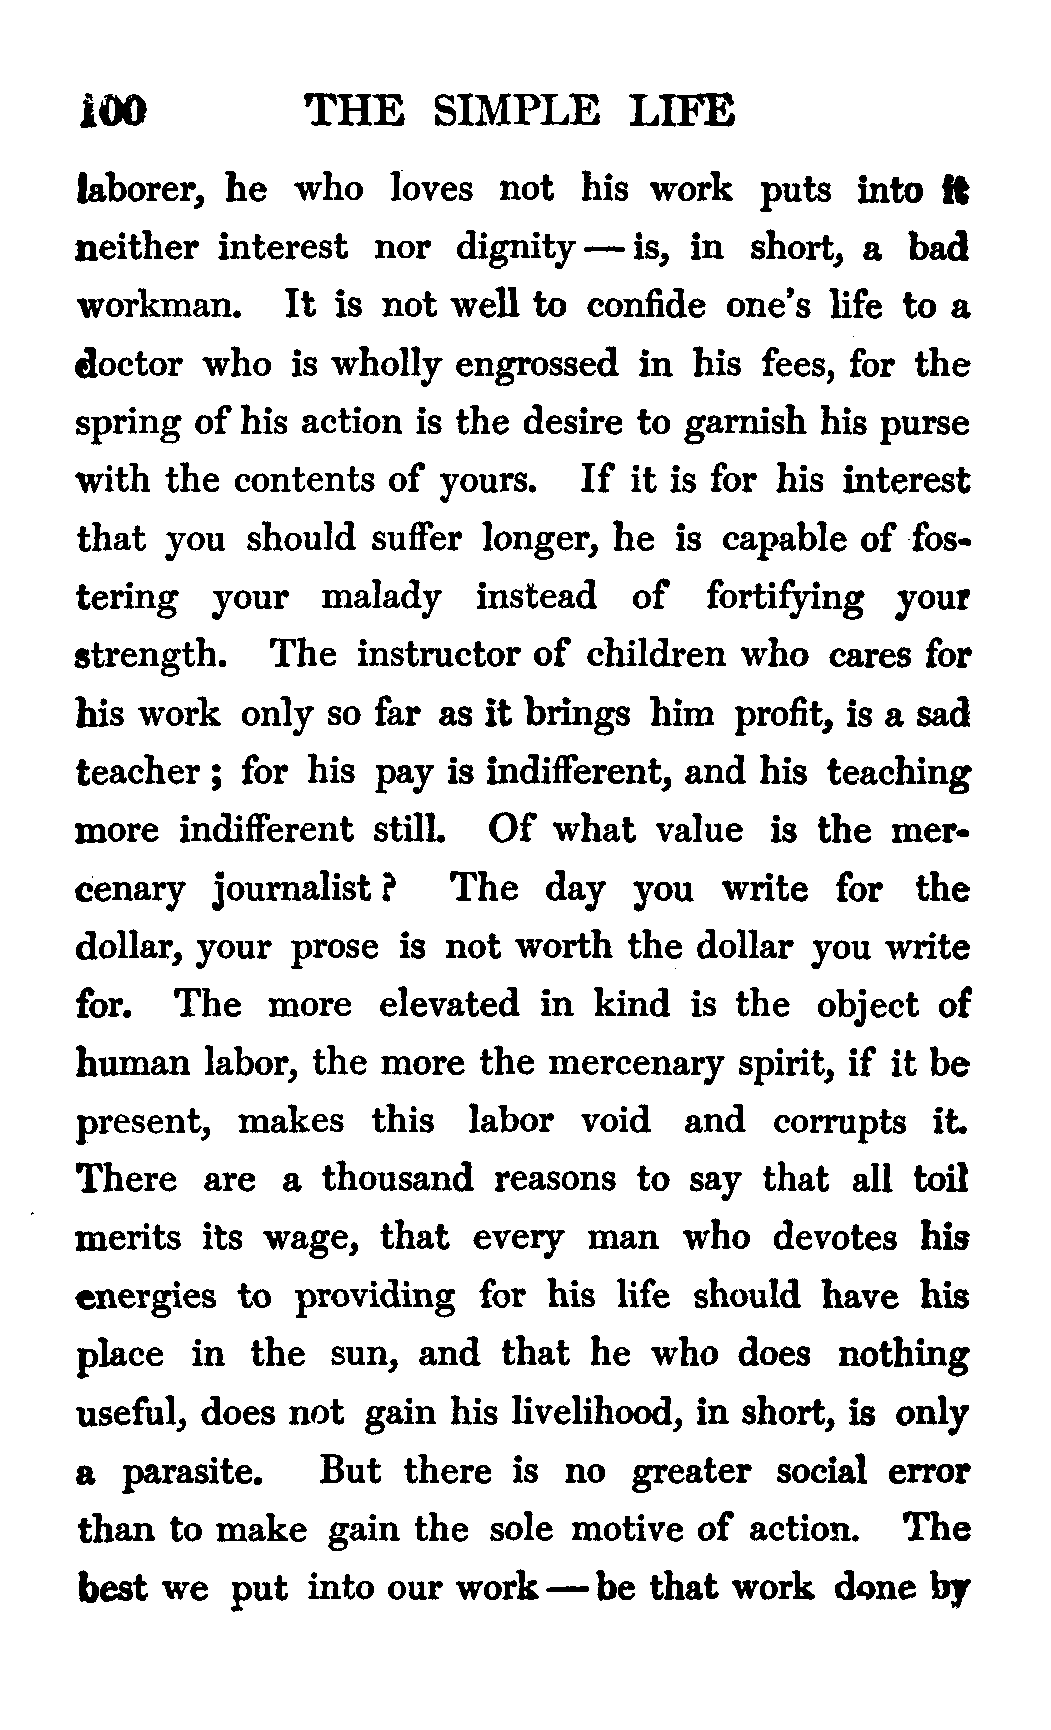 100 THE SIMPLE LIFE
laborer, he who loves not his work puts into it
neither interest nor dignity — is, in short, a bad
workman. It is not well to confide one's life to a
doctor who is wholly engrossed in his fees, for the
spring of his action is the desire to garnish his purse
with the contents of yours. If it is for his interest
that you should suffer longer, he is capable of fos-
tering your malady instead of fortifying your
strength. The instructor of children who cares for
his work only so far as it brings him profit, is a sad
teacher ; for his pay is indifferent, and his teaching
more indifferent still. Of what value is the mer-
cenary journalist ? The day you write for the
dollar, your prose is not worth the dollar you write
for. The more elevated in kind is the object of
human labor, the more the mercenary spirit, if it be
present, makes this labor void and corrupts it.
There are a thousand reasons to say that all toil
merits its wage, that every man who devotes his
energies to providing for his life should have his
place in the sun, and that he who does nothing
useful, does not gain his livelihood, in short, is only
a parasite. But there is no greater social error
than to make gain the sole motive of action. The
best we put into our work — be that work done by